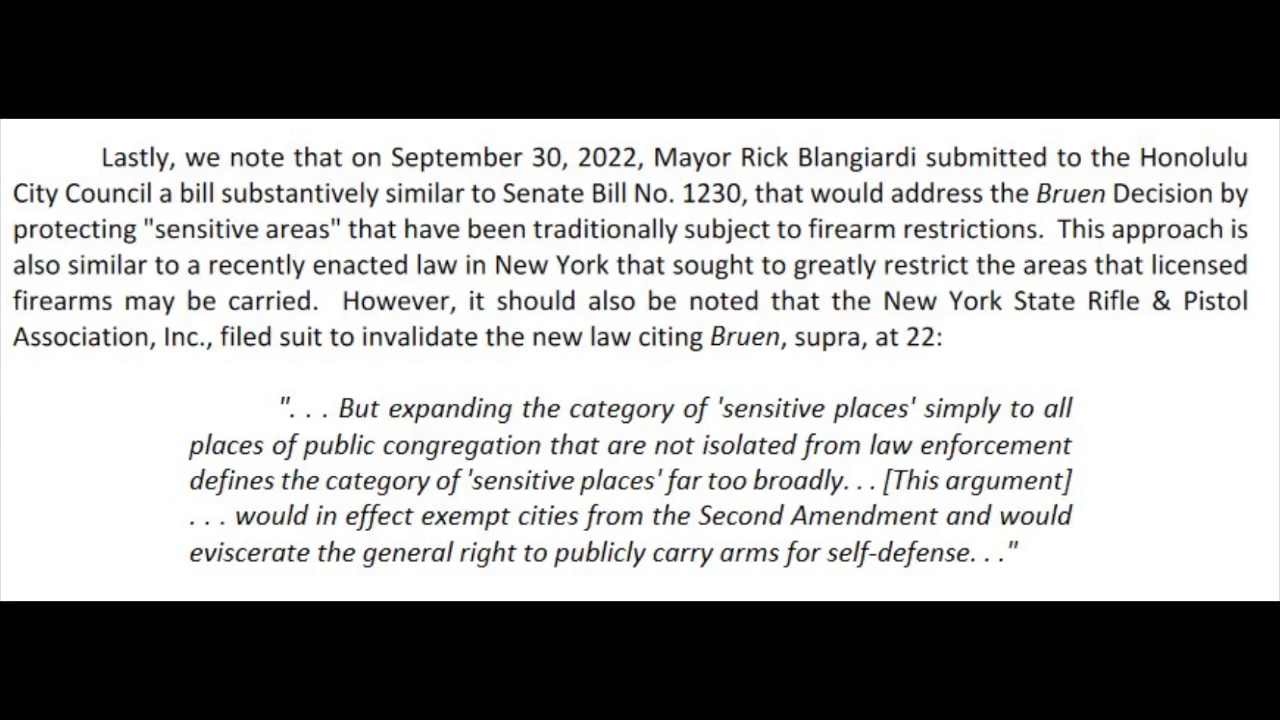 Lastly, we note that on September 30, 2022, Mayor Rick Blangiardi submitted to the Honolulu
City Council a bill substantively similar to Senate Bill No. 1230, that would address the Bruen Decision by
protecting "sensitive areas" that have been traditionally subject to firearm restrictions.  This approach is
also similar to a recently enacted law in New York that sought to greatly restrict the areas that licensed
firearms may be carried.  However, it should also be noted that the New York State Rifle & Pistol
Association, Inc., filed suit to invalidate the new law citing Bruen, supra, at 22:
". . . But expanding the category of 'sensitive places' simply to all
places of public congregation that are not isolated from law enforcement
defines the category of 'sensitive places' far too broadly. . . [This argument]
. . . would in effect exempt cities from the Second Amendment and would
eviscerate the general right to publicly carry arms for self-defense. . ."